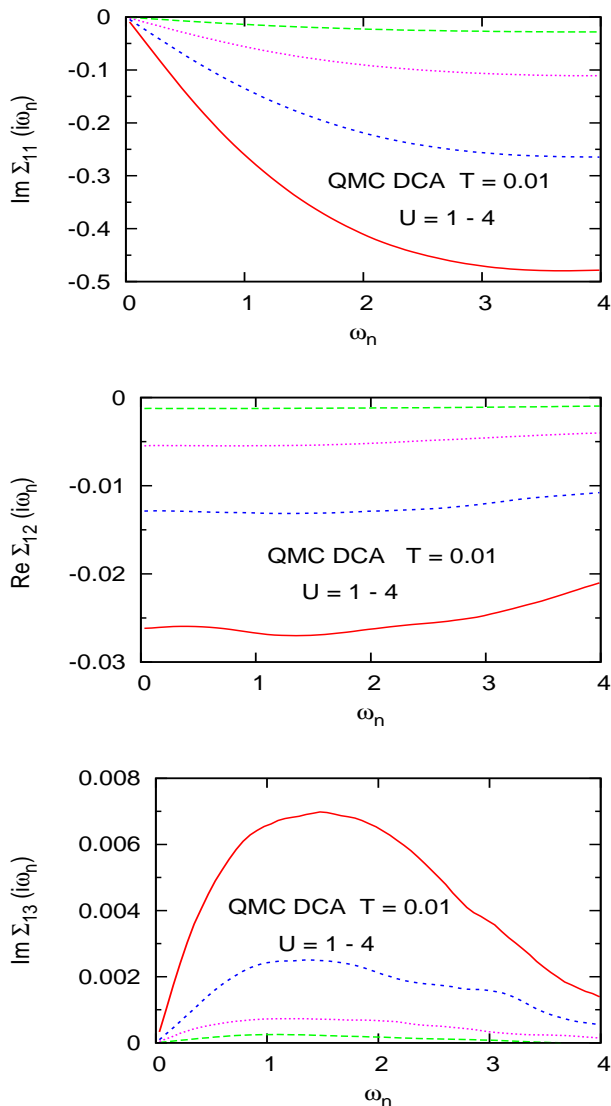 0
-0.1
-0.2
-0.3
-0.4
-0.5
Im Σ11 (iωn)
QMC DCA T = 0.01
U = 1 - 4
0 1 2 3 4
ωn
0
-0.01
-0.02
-0.03
Re Σ12 (iωn)
QMC DCA T = 0.01
U = 1 - 4
0 1 2 3 4
ωn
0.008
0.006
0.004
0.002
0
Im Σ13 (iωn)
QMC DCA T = 0.01
U = 1 - 4
0 1 2 3 4
ωn